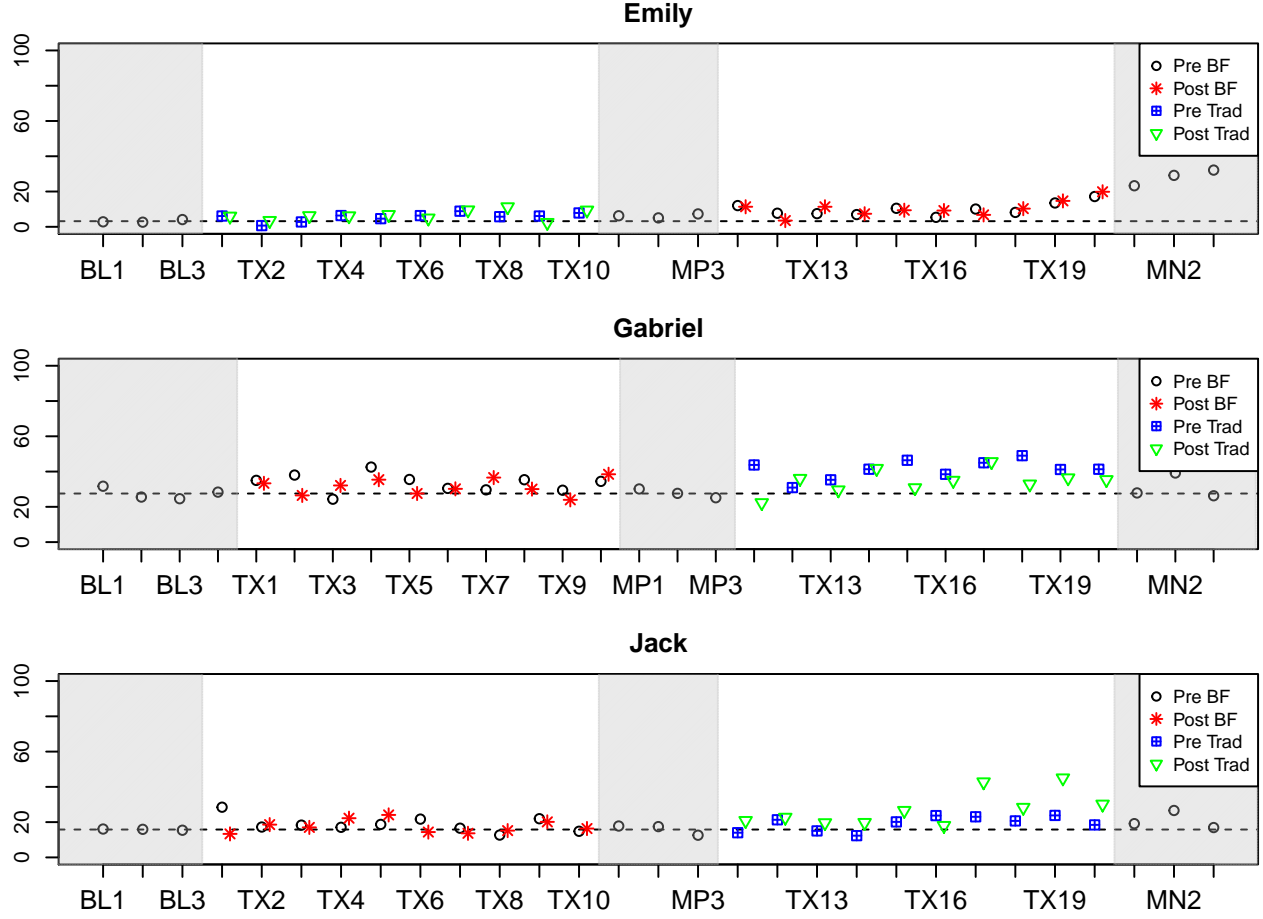 Emily
100
60
20
0
Pre BF
Post BF
Pre Trad
Post Trad
BL1 BL3 TX2 TX4 TX6 TX8 TX10 MP3 TX13 TX16 TX19 MN2
Gabriel
100
60
20
0
Pre BF
Post BF
Pre Trad
Post Trad
BL1 BL3 TX1 TX3 TX5 TX7 TX9 MP1 MP3 TX13 TX16 TX19 MN2
Jack
100
60
20
0
Pre BF
Post BF
Pre Trad
Post Trad
BL1 BL3 TX2 TX4 TX6 TX8 TX10 MP3 TX13 TX16 TX19 MN2